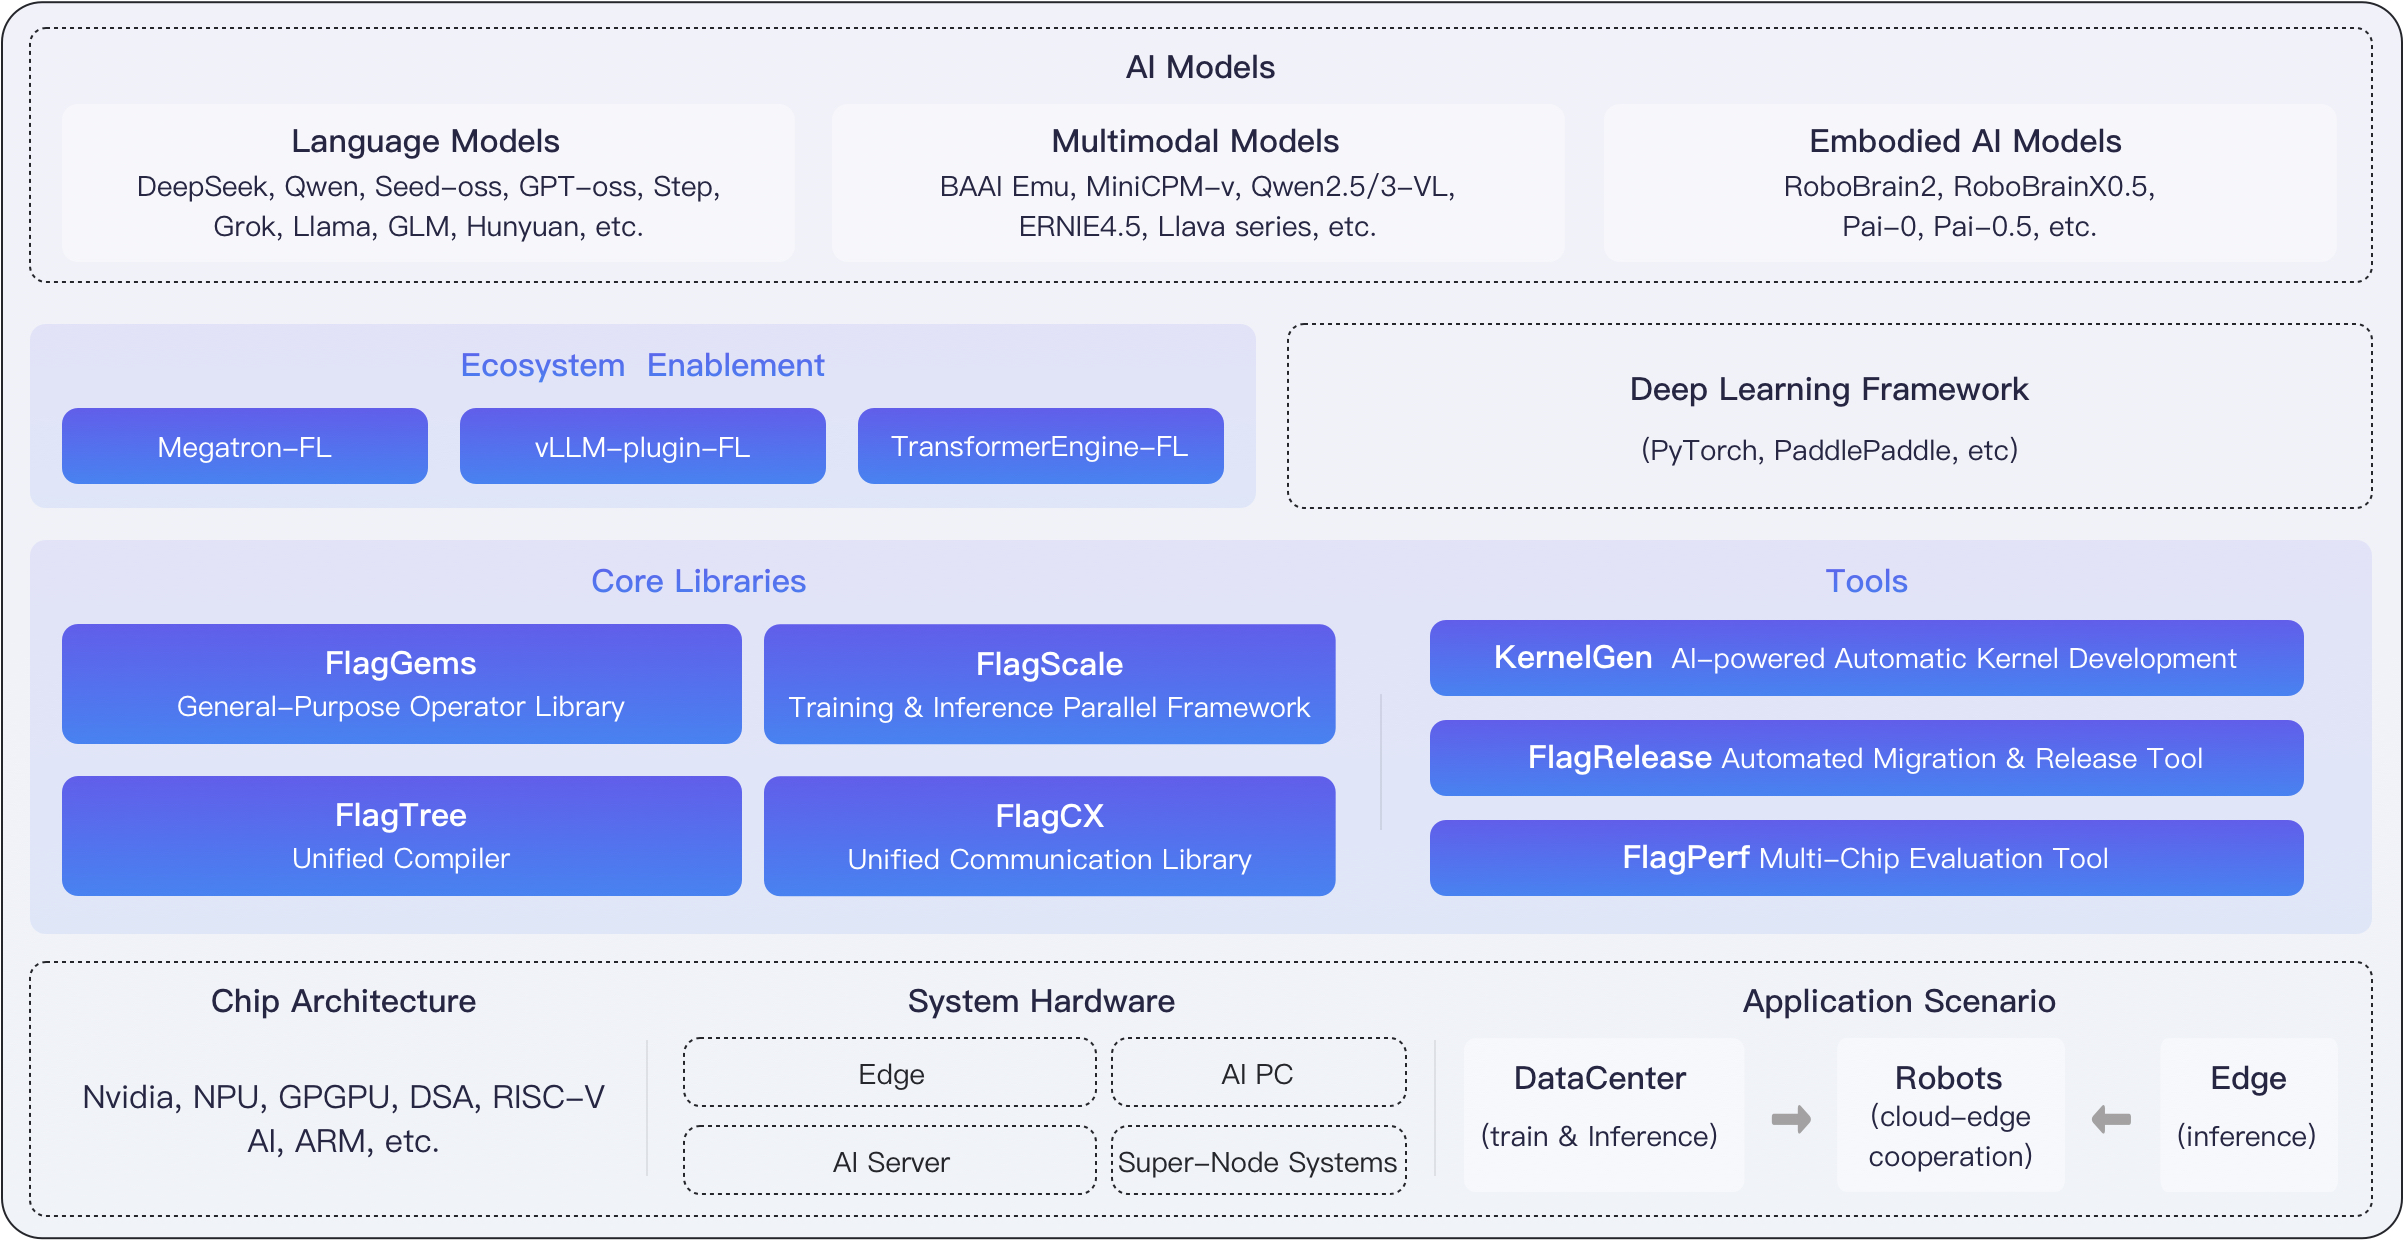 AI Models
Language Models
DeepSeek, Qwen, Seed-oss, GPT-oss, Step,
Grok, Llama, GLM, Hunyuan, etc.
Multimodal Models
BAAI Emu, MiniCPM-v, Qwen2.5/3-VL,
ERNIE4.5, Llava series, etc.
Embodied AI Models
RoboBrain2, RoboBrainX0.5,
Pai-0, Pai-0.5, etc.
Ecosystem Enablement
Megatron-FL
vLLM-plugin-FL
TransformerEngine-FL
Deep Learning Framework
(PyTorch, PaddlePaddle, etc)
Core Libraries
FlagGems
General-Purpose Operator Library
FlagScale
Training & Inference Parallel Framework
FlagTree
Unified Compiler
FlagCX
Unified Communication Library
Tools
KernelGen AI-powered Automatic Kernel Development
FlagRelease Automated Migration & Release Tool
FlagPerf Multi-Chip Evaluation Tool
Chip Architecture
Nvidia, NPU, GPGPU, DSA, RISC-V
AI, ARM, etc.
System Hardware
Edge
AI PC
AI Server
Super-Node Systems
Application Scenario
DataCenter
(train & Inference)
Robots
(cloud-edge
cooperation)
Edge
(inference)